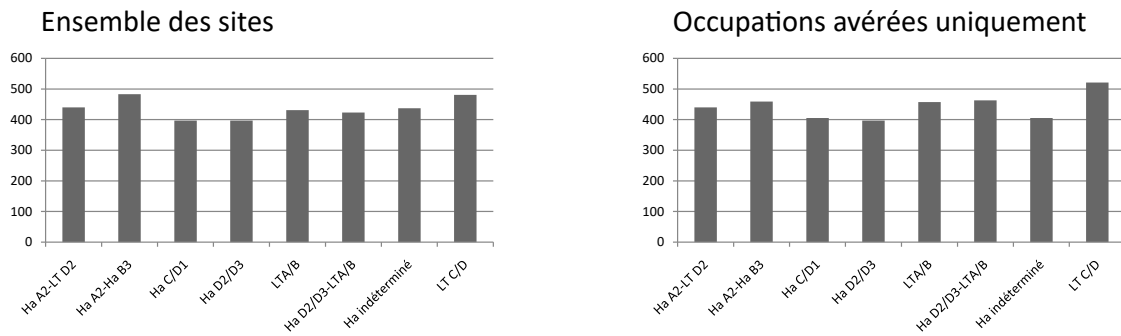 Ensemble des sites
600
500
400
300
200
100
0
Ha A2-LT D2
Ha A2-Ha B3
Ha C/D1
Ha D2/D3
LTA/B
Ha D2/D3-LTA/B
Ha indéterminé
LT C/D
Occupations avérées uniquement
600
500
400
300
200
100
0
Ha A2-LT D2
Ha A2-Ha B3
Ha C/D1
Ha D2/D3
LTA/B
Ha D2/D3-LTA/B
Ha indéterminé
LT C/D